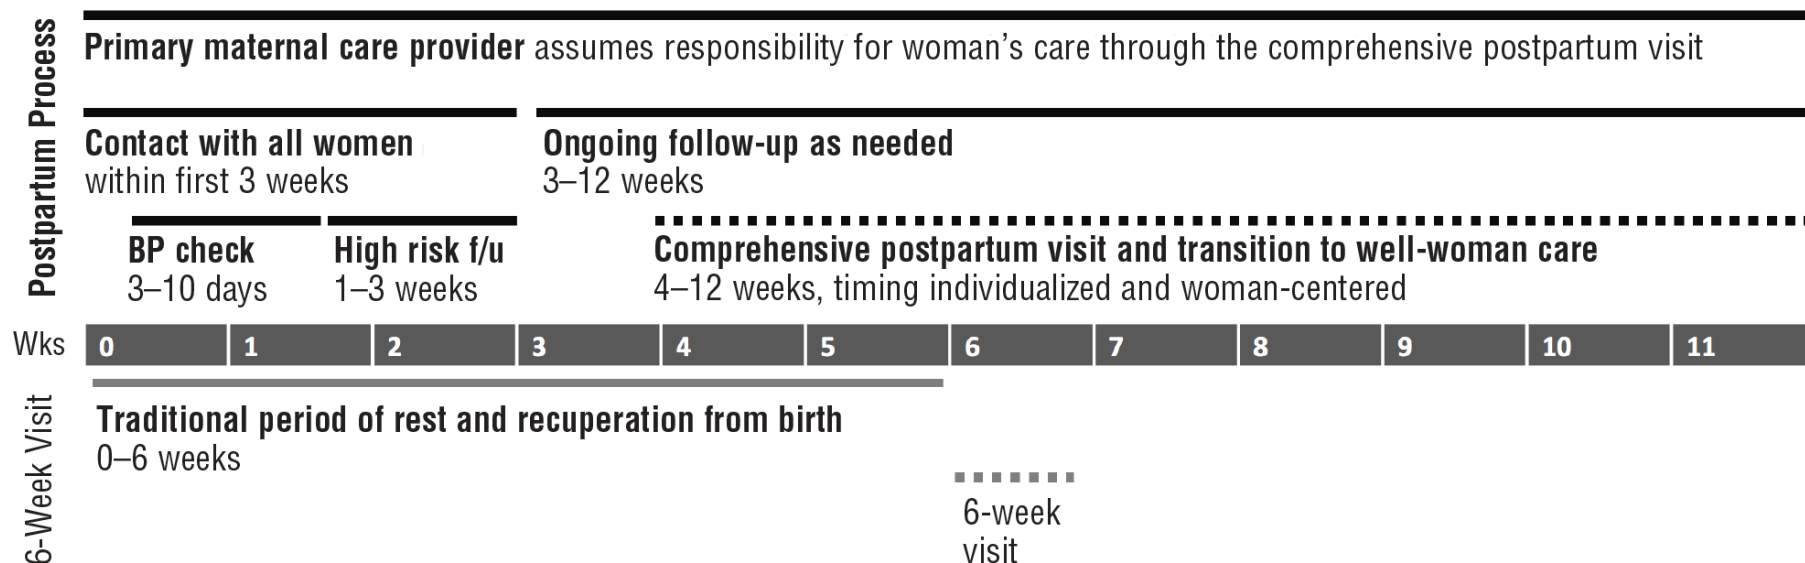 Postpartum Process
Primary maternal care provider assumes responsibility for woman's care through the comprehensive postpartum visit
Contact with all women
within first 3 weeks
Ongoing follow-up as needed
3–12 weeks
BP check
3–10 days
High risk f/u
1–3 weeks
Comprehensive postpartum visit and transition to well-woman care
4–12 weeks, timing individualized and woman-centered
Wks 0 1 2 3 4 5 6 7 8 9 10 11
6-Week Visit
Traditional period of rest and recuperation from birth
0–6 weeks
6-week
visit